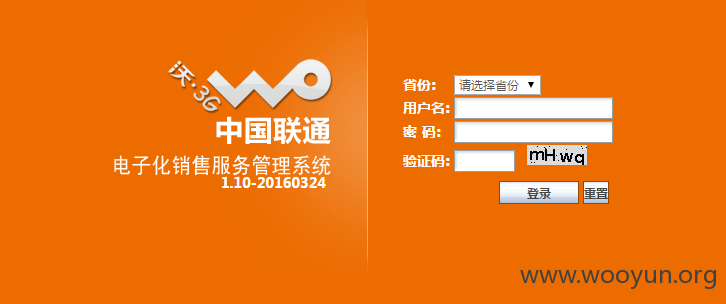 沃·3G
中国联通
电子化销售服务管理系统
1.10-20160324
省份: 请选择省份
用户名:
密 码:
验证码: mH.wq
登录 重置
www.wooyun.org